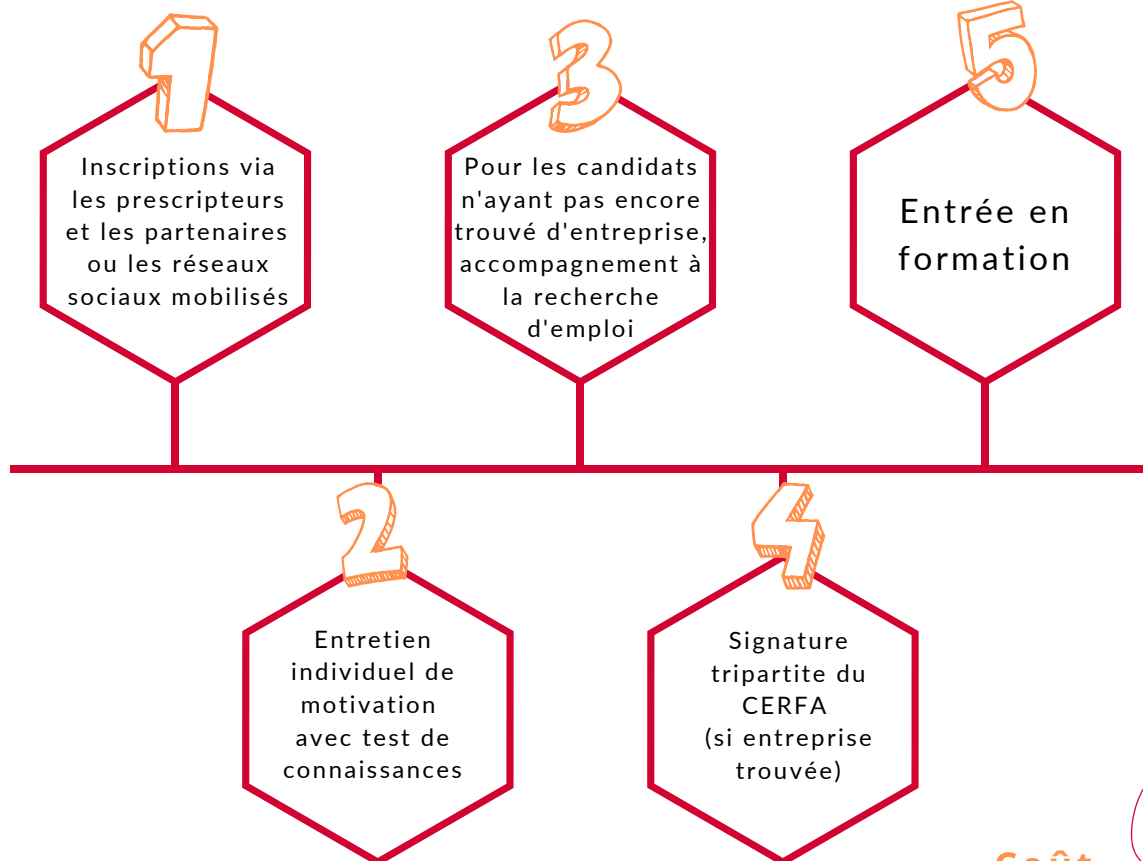 1
Inscriptions via
les prescripteurs
et les partenaires
ou les réseaux
sociaux mobilisés
2
Entretien
individuel de
motivation
avec test de
connaissances
3
Pour les candidats
n'ayant pas encore
trouvé d'entreprise,
accompagnement à
la recherche
d'emploi
4
Signature
tripartite du
CERFA
(si entreprise
trouvée)
5
Entrée en
formation
Coût